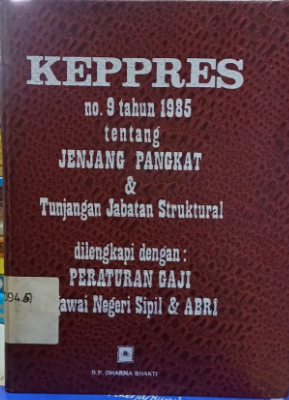 KEPPRES
no. 9 tahun 1985
tentang
JENJANG PANGKAT
&
Tunjangan Jabatan Struktural
dilengkapi dengan :
PERATURAN GAJI
gawai Negeri Sipil & ABRI
B.P. DHARMA BHAKTI